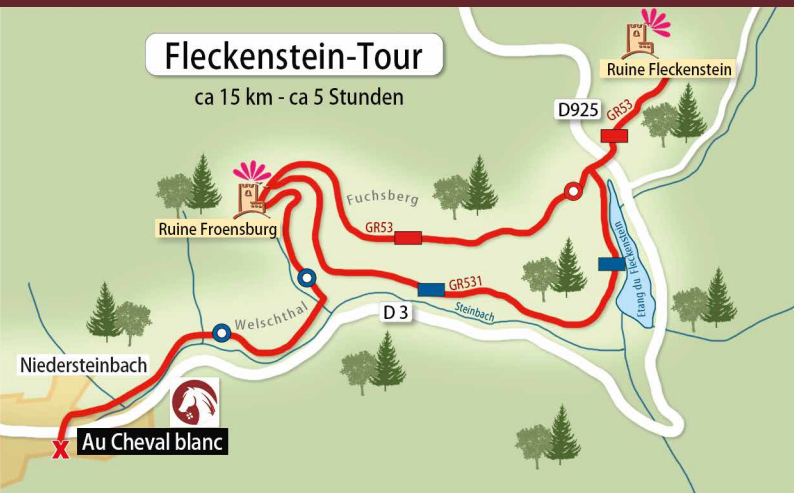 Fleckenstein-Tour
ca 15 km - ca 5 Stunden
Ruine Fleckenstein
D925
GR53
Fuchsberg
Ruine Froensburg
GR53
Etang du Fleckenstein
GR531
Steinbach
D 3
Welschthal
Niedersteinbach
Au Cheval blanc
X